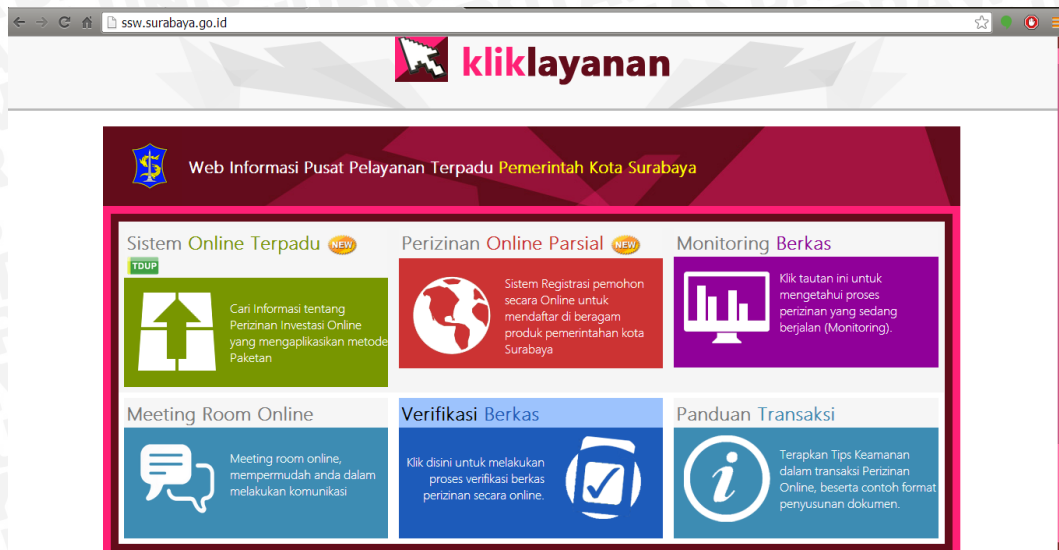 ssw.surabaya.go.id
kliklayanan
Web Informasi Pusat Pelayanan Terpadu Pemerintah Kota Surabaya
Sistem Online Terpadu NEW
TDUP
Cari Informasi tentang
Perizinan Investasi Online
yang mengaplikasikan metode
Paketan
Perizinan Online Parsial NEW
Sistem Registrasi pemohon
secara Online untuk
mendaftar di beragam
produk pemerintahan kota
Surabaya
Monitoring Berkas
Klik tautan ini untuk
mengetahui proses
perizinan yang sedang
berjalan (Monitoring).
Meeting Room Online
Meeting room online,
mempermudah anda dalam
melakukan komunikasi
Verifikasi Berkas
Klik disini untuk melakukan
proses verifikasi berkas
perizinan secara online.
Panduan Transaksi
Terapkan Tips Keamanan
dalam transaksi Perizinan
Online, beserta contoh format
penyusunan dokumen.